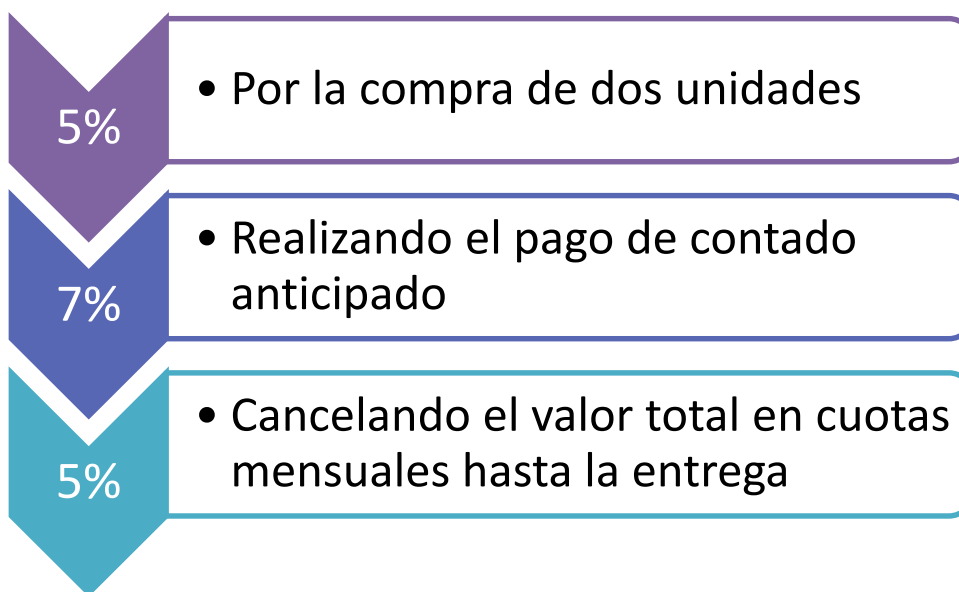 5%
• Por la compra de dos unidades
7%
• Realizando el pago de contado
anticipado
5%
• Cancelando el valor total en cuotas
mensuales hasta la entrega